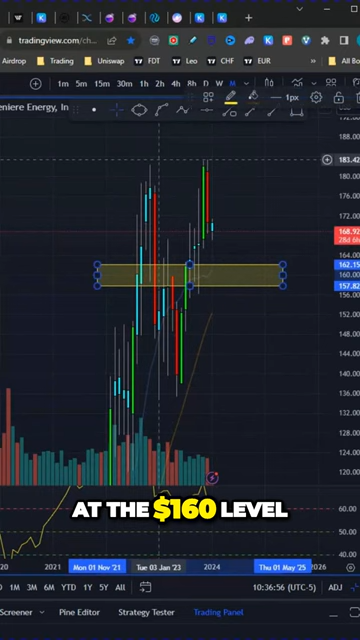 tradingview.com/ch...
Airdrop
Trading
Uniswap
FDT
Leo
CHF
EUR
All Bo
1m 5m 15m 30m 1h 2h 4h 8h D W M
1px
eniere Energy, In
192.00
188.00
183.42
180.00
176.00
172.00
168.92
28d 6h
164.00
162.15
160.00
157.82
156.00
152.00
148.00
144.00
140.00
136.00
132.00
128.00
124.00
120.00
AT THE $160 LEVEL
60.00
50.00
40.00
20 2021 Mon 01 Nov '21 Tue 03 Jan '23 2024 Thu 01 May '25 2026
1M 3M 6M YTD 1Y 5Y All
10:36:56 (UTC-5)
ADJ
Screener
Pine Editor
Strategy Tester
Trading Panel